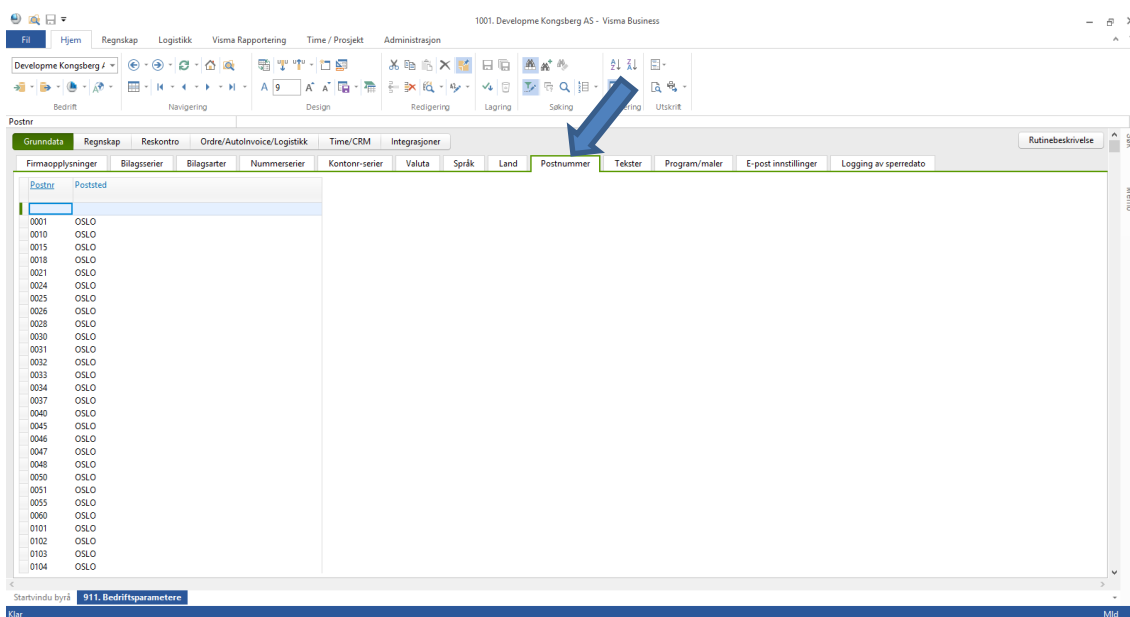 1001. Developme Kongsberg AS - Visma Business
Fil Hjem Regnskap Logistikk Visma Rapportering Time / Prosjekt Administrasjon
Developme Kongsberg
A 9
Bedrift Navigering Design Redigering Lagring Søking Utskrift
Postnr
Grunndata Regnskap Reskontro Ordre/AutoInvoice/Logistikk Time/CRM Integrasjoner Rutinebeskrivelse
Firmaopplysninger Bilagsserier Bilagsarter Nummerserier Kontonr-serier Valuta Språk Land Postnummer Tekster Program/maler E-post innstillinger Logging av sperredato
Postnr Poststed
0001 OSLO
0010 OSLO
0015 OSLO
0018 OSLO
0021 OSLO
0024 OSLO
0025 OSLO
0026 OSLO
0028 OSLO
0030 OSLO
0031 OSLO
0032 OSLO
0033 OSLO
0034 OSLO
0037 OSLO
0040 OSLO
0045 OSLO
0046 OSLO
0047 OSLO
0048 OSLO
0050 OSLO
0051 OSLO
0055 OSLO
0060 OSLO
0101 OSLO
0102 OSLO
0103 OSLO
0104 OSLO
Startvindu byrå 911. Bedriftsparametere
Klar Mld